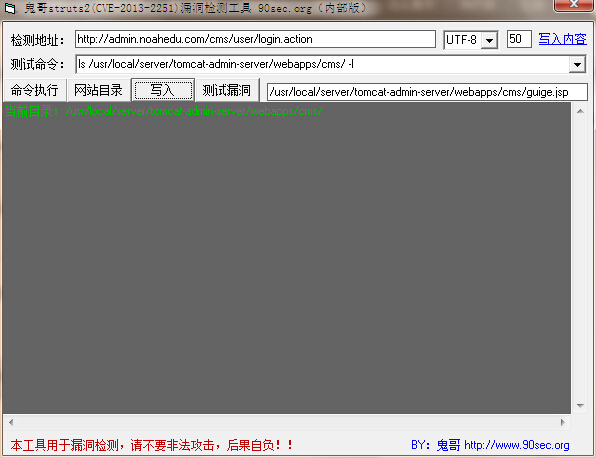 鬼哥struts2(CVE-2013-2251)漏洞检测工具 90sec.org（内部版）
检测地址： http://admin.noahedu.com/cms/user/login.action UTF-8 50 写入内容
测试命令： ls /usr/local/server/tomcat-admin-server/webapps/cms/ -l
命令执行 网站目录 写入 测试漏洞 /usr/local/server/tomcat-admin-server/webapps/cms/guige.jsp
当前目录: /usr/local/server/tomcat-admin-server/webapps/cms/
本工具用于漏洞检测，请不要非法攻击，后果自负！！ BY：鬼哥 http://www.90sec.org